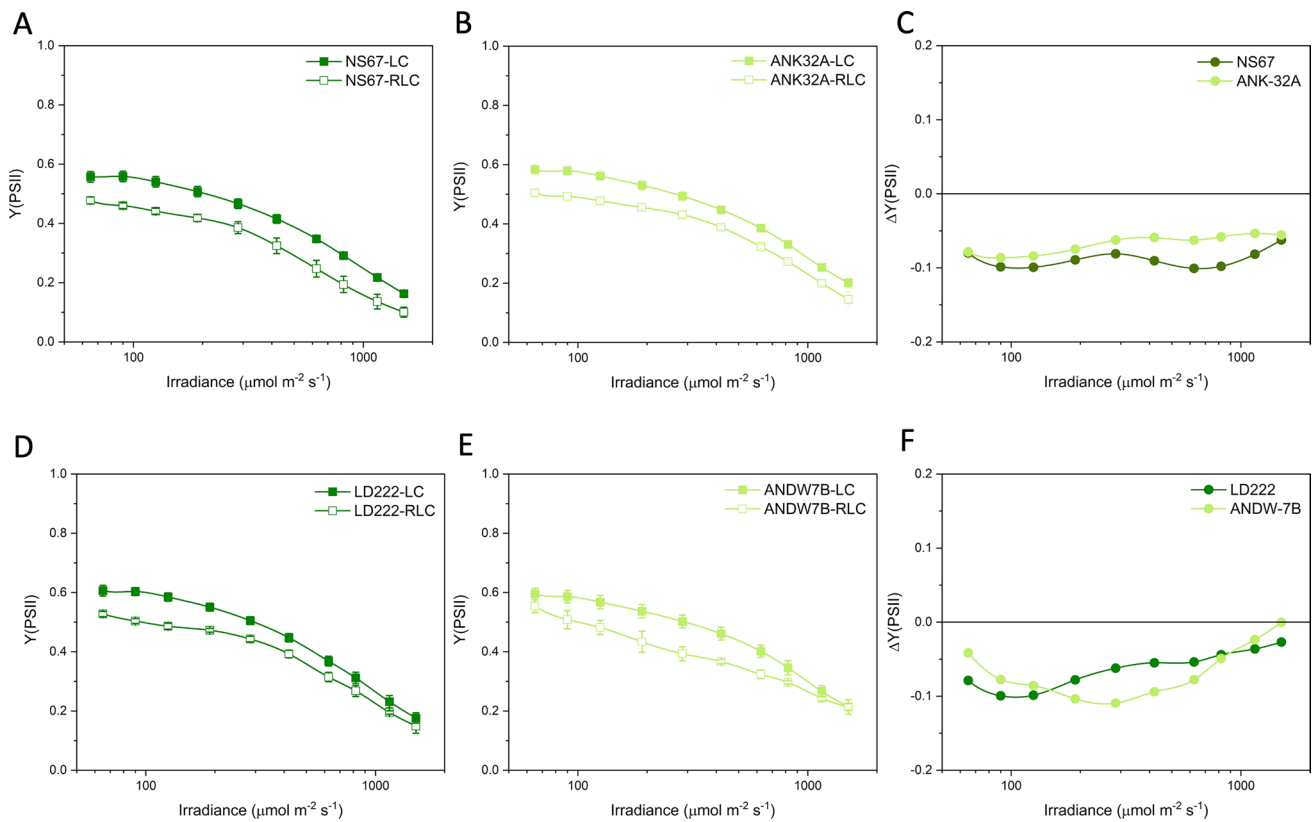 A
1.0
0.8
0.6
0.4
0.2
0.0
Y(PSII)
NS67-LC
NS67-RLC
100
1000
Irradiance (μmol m⁻² s⁻¹)
B
1.0
0.8
0.6
0.4
0.2
0.0
Y(PSII)
ANK32A-LC
ANK32A-RLC
100
1000
Irradiance (μmol m⁻² s⁻¹)
C
0.2
0.1
0.0
-0.1
-0.2
ΔY(PSII)
NS67
ANK-32A
100
1000
Irradiance (μmol m⁻² s⁻¹)
D
1.0
0.8
0.6
0.4
0.2
0.0
Y(PSII)
LD222-LC
LD222-RLC
100
1000
Irradiance (μmol m⁻² s⁻¹)
E
1.0
0.8
0.6
0.4
0.2
0.0
Y(PSII)
ANDW7B-LC
ANDW7B-RLC
100
1000
Irradiance (μmol m⁻² s⁻¹)
F
0.2
0.1
0.0
-0.1
-0.2
ΔY(PSII)
LD222
ANDW-7B
100
1000
Irradiance (μmol m⁻² s⁻¹)